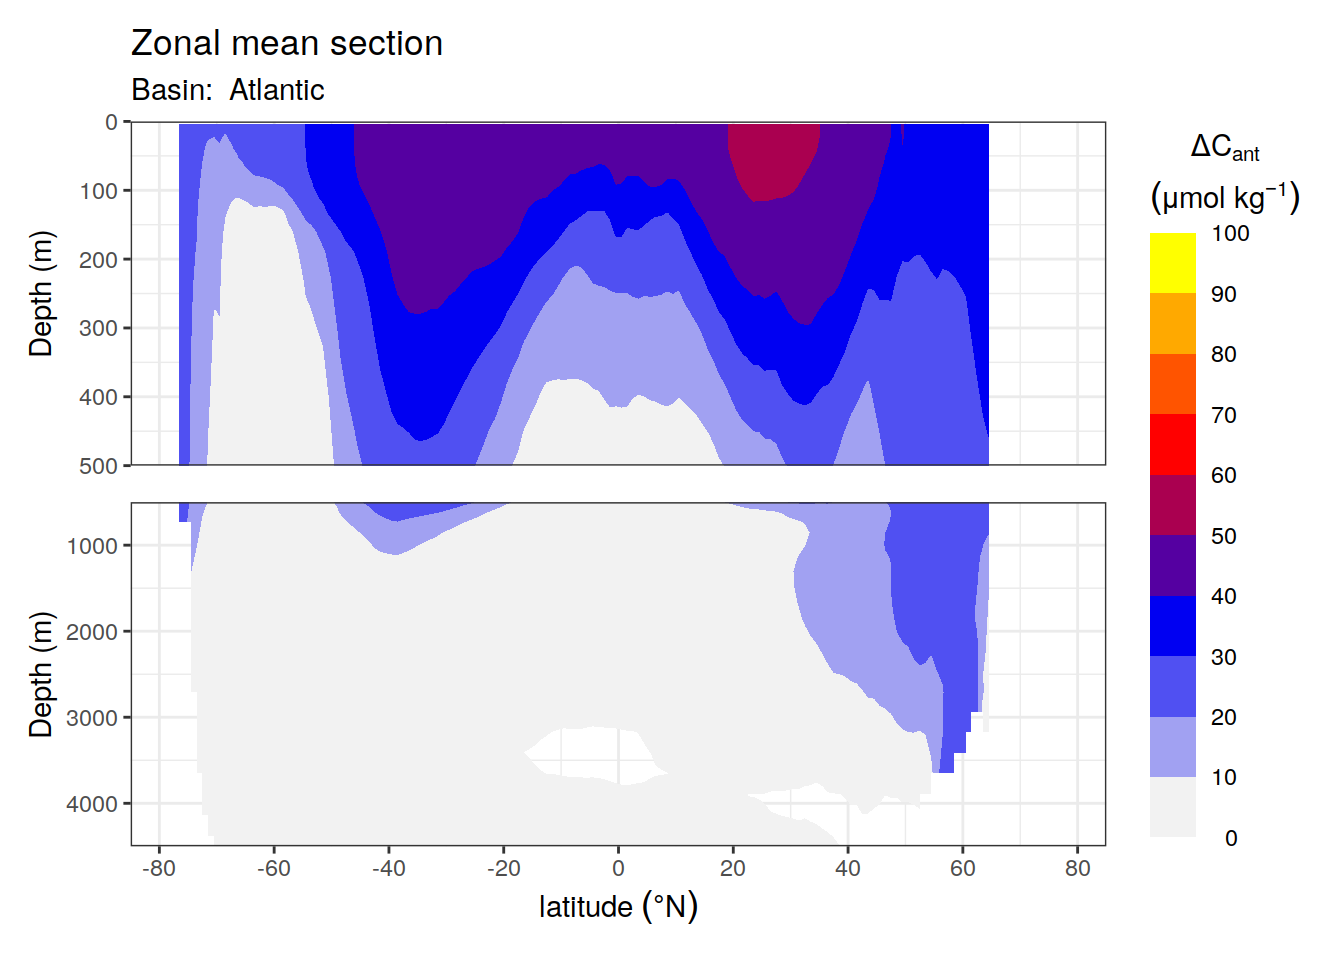 Zonal mean section
Basin:  Atlantic
0
100
200
300
400
500
Depth (m)
1000
2000
3000
4000
Depth (m)
-80 -60 -40 -20 0 20 40 60 80
latitude (°N)
ΔCant
(μmol kg⁻¹)
100
90
80
70
60
50
40
30
20
10
0